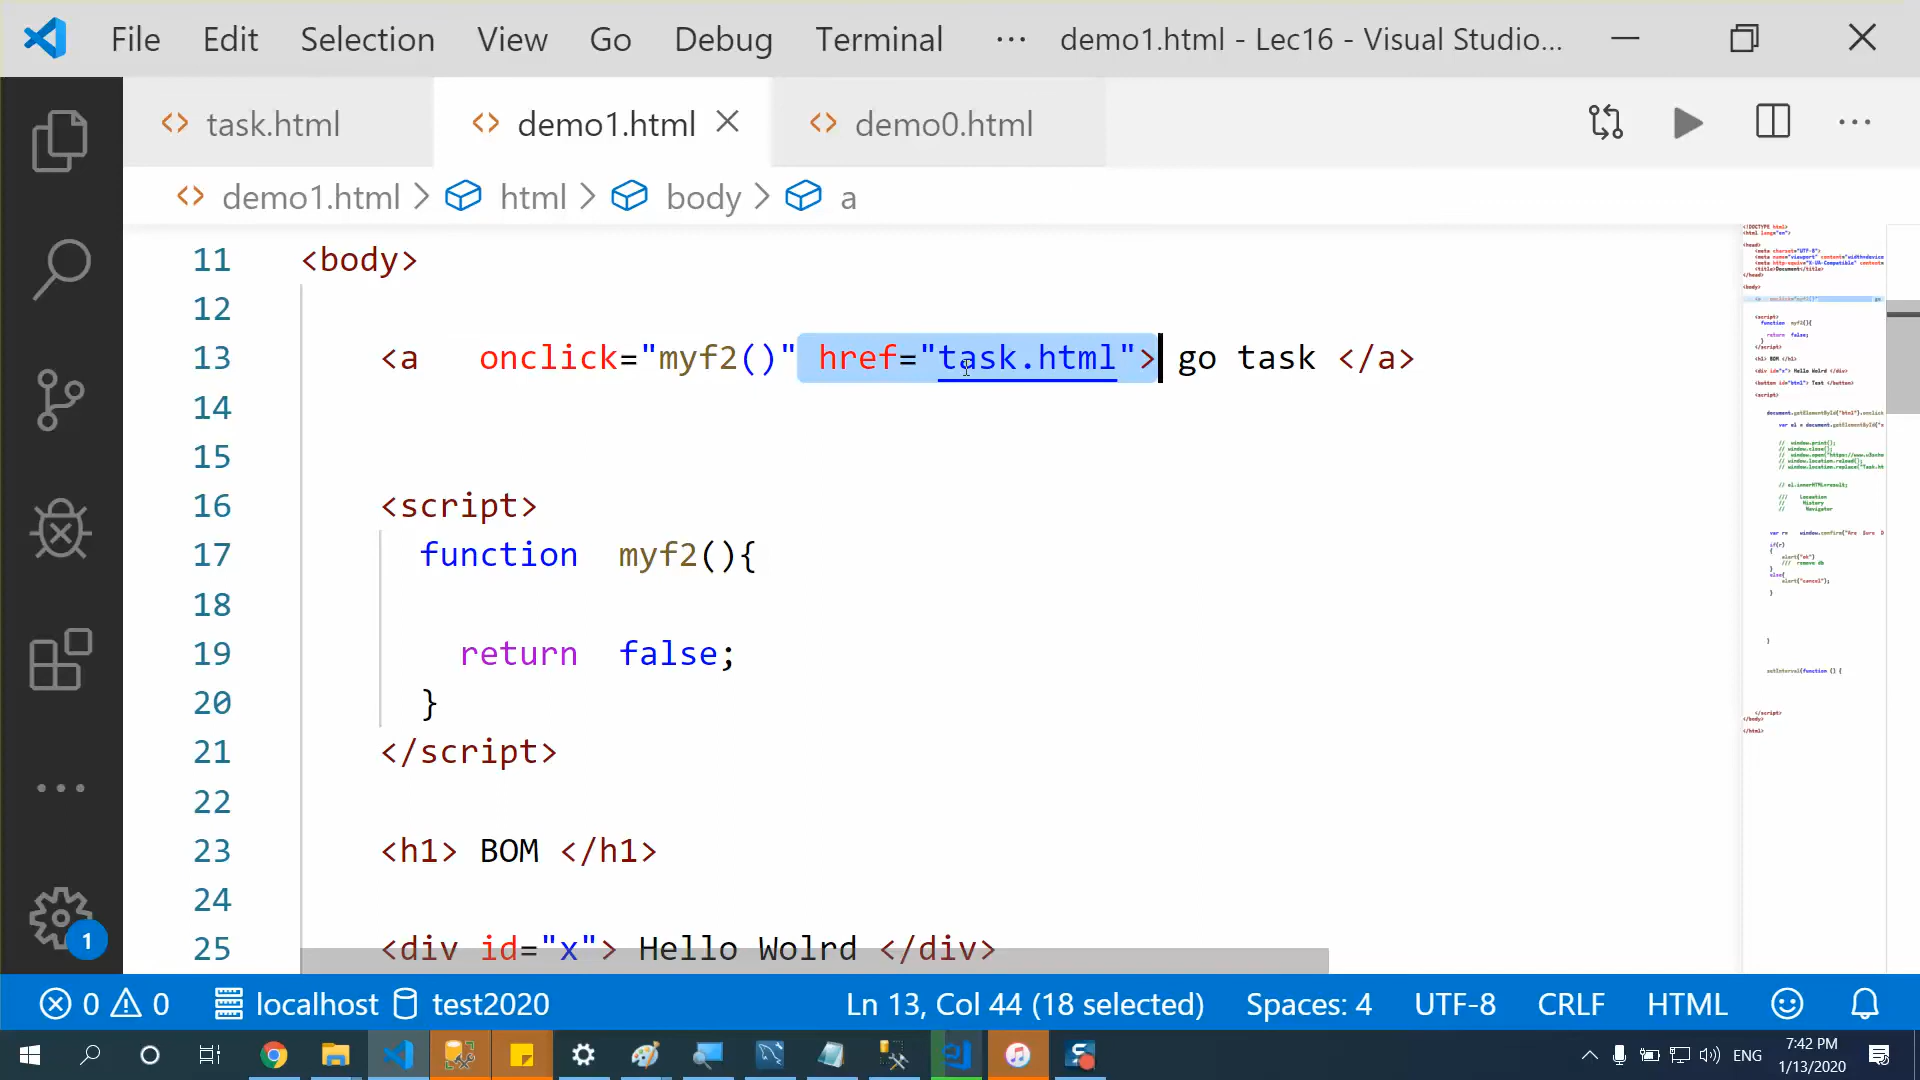 File Edit Selection View Go Debug Terminal ··· demo1.html - Lec16 - Visual Studio...
task.html demo1.html demo0.html
demo1.html > html > body > a
11 <body>
12
13 <a onclick="myf2()" href="task.html"> go task </a>
14
15
16 <script>
17 function myf2(){
18
19 return false;
20 }
21 </script>
22
23 <h1> BOM </h1>
24
25 <div id="x"> Hello Wolrd </div>
1
0 0 localhost test2020 Ln 13, Col 44 (18 selected) Spaces: 4 UTF-8 CRLF HTML
ENG 7:42 PM
1/13/2020